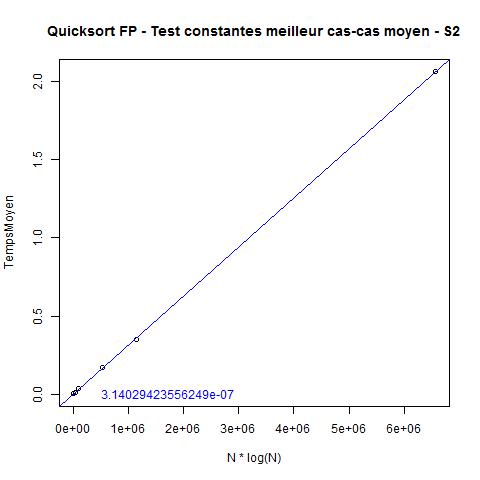 Quicksort FP - Test constantes meilleur cas-cas moyen - S2
TempsMoyen
2.0
1.5
1.0
0.5
0.0
3.14029423556249e-07
0e+00 1e+06 2e+06 3e+06 4e+06 5e+06 6e+06
N * log(N)